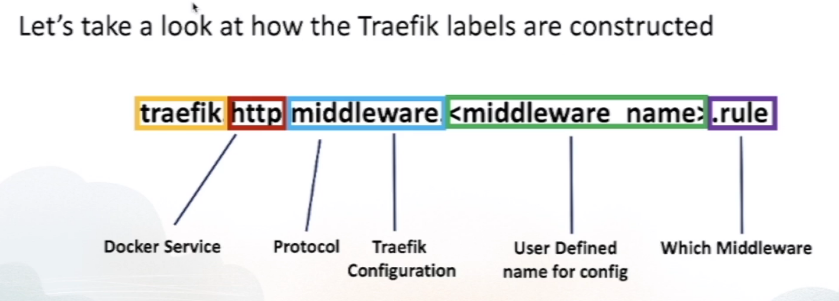 Let's take a look at how the Traefik labels are constructed
traefik http middleware. <middleware_name>.rule
Docker Service Protocol Traefik User Defined Which Middleware
Configuration name for config